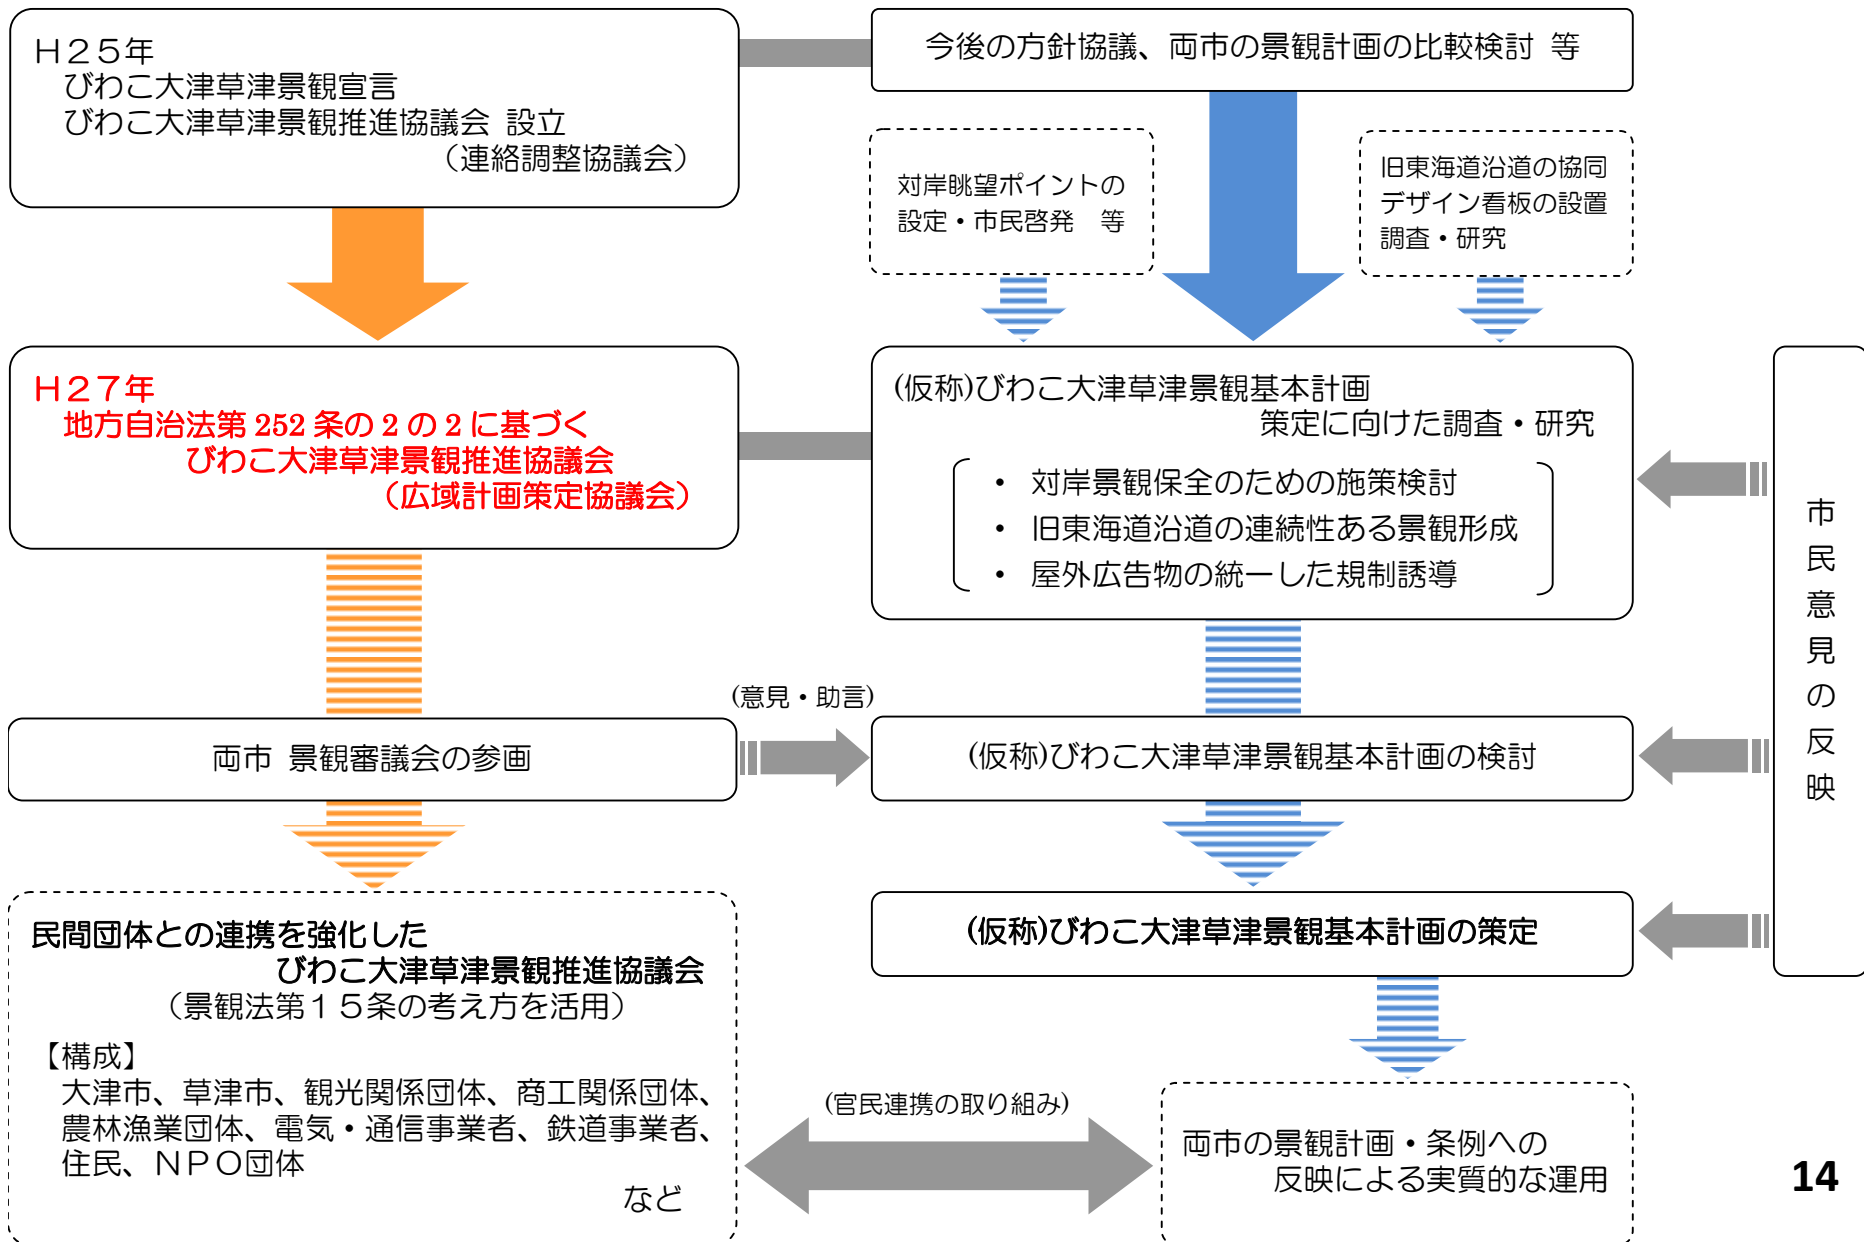 H25年
びわこ大津草津景観宣言
びわこ大津草津景観推進協議会 設立
(連絡調整協議会)
今後の方針協議、両市の景観計画の比較検討 等
対岸眺望ポイントの
設定・市民啓発 等
旧東海道沿道の協同
デザイン看板の設置
調査・研究
H27年
地方自治法第 252 条の 2 の 2 に基づく
びわこ大津草津景観推進協議会
(広域計画策定協議会)
(仮称)びわこ大津草津景観基本計画
策定に向けた調査・研究
・ 対岸景観保全のための施策検討
・ 旧東海道沿道の連続性ある景観形成
・ 屋外広告物の統一した規制誘導
市民意見の反映
(意見・助言)
両市 景観審議会の参画
(仮称)びわこ大津草津景観基本計画の検討
民間団体との連携を強化した
びわこ大津草津景観推進協議会
(景観法第15条の考え方を活用)
【構成】
大津市、草津市、観光関係団体、商工関係団体、
農林漁業団体、電気・通信事業者、鉄道事業者、
住民、NPO団体
など
(仮称)びわこ大津草津景観基本計画の策定
(官民連携の取り組み)
両市の景観計画・条例への
反映による実質的な運用
14